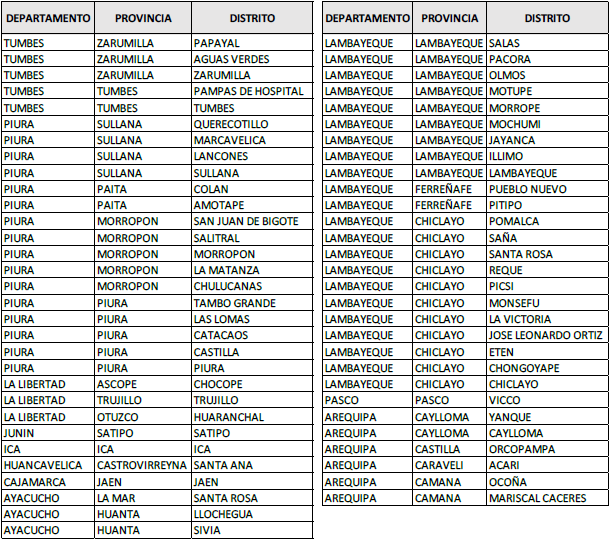 DEPARTAMENTO PROVINCIA DISTRITO
TUMBES ZARUMILLA PAPAYAL
TUMBES ZARUMILLA AGUAS VERDES
TUMBES ZARUMILLA ZARUMILLA
TUMBES TUMBES PAMPAS DE HOSPITAL
TUMBES TUMBES TUMBES
PIURA SULLANA QUERECOTILLO
PIURA SULLANA MARCAVELICA
PIURA SULLANA LANCONES
PIURA SULLANA SULLANA
PIURA PAITA COLAN
PIURA PAITA AMOTAPE
PIURA MORROPON SAN JUAN DE BIGOTE
PIURA MORROPON SALITRAL
PIURA MORROPON MORROPON
PIURA MORROPON LA MATANZA
PIURA MORROPON CHULUCANAS
PIURA PIURA TAMBO GRANDE
PIURA PIURA LAS LOMAS
PIURA PIURA CATACAOS
PIURA PIURA CASTILLA
PIURA PIURA PIURA
LA LIBERTAD ASCOPE CHOCOPE
LA LIBERTAD TRUJILLO TRUJILLO
LA LIBERTAD OTUZCO HUARANCHAL
JUNIN SATIPO SATIPO
ICA ICA ICA
HUANCAVELICA CASTROVIRREYNA SANTA ANA
CAJAMARCA JAEN JAEN
AYACUCHO LA MAR SANTA ROSA
AYACUCHO HUANTA LLOCHEGUA
AYACUCHO HUANTA SIVIA
DEPARTAMENTO PROVINCIA DISTRITO
LAMBAYEQUE LAMBAYEQUE SALAS
LAMBAYEQUE LAMBAYEQUE PACORA
LAMBAYEQUE LAMBAYEQUE OLMOS
LAMBAYEQUE LAMBAYEQUE MOTUPE
LAMBAYEQUE LAMBAYEQUE MORROPE
LAMBAYEQUE LAMBAYEQUE MOCHUMI
LAMBAYEQUE LAMBAYEQUE JAYANCA
LAMBAYEQUE LAMBAYEQUE ILLIMO
LAMBAYEQUE LAMBAYEQUE LAMBAYEQUE
LAMBAYEQUE FERREÑAFE PUEBLO NUEVO
LAMBAYEQUE FERREÑAFE PITIPO
LAMBAYEQUE CHICLAYO POMALCA
LAMBAYEQUE CHICLAYO SAÑA
LAMBAYEQUE CHICLAYO SANTA ROSA
LAMBAYEQUE CHICLAYO REQUE
LAMBAYEQUE CHICLAYO PICSI
LAMBAYEQUE CHICLAYO MONSEFU
LAMBAYEQUE CHICLAYO LA VICTORIA
LAMBAYEQUE CHICLAYO JOSE LEONARDO ORTIZ
LAMBAYEQUE CHICLAYO ETEN
LAMBAYEQUE CHICLAYO CHONGOYAPE
LAMBAYEQUE CHICLAYO CHICLAYO
PASCO PASCO VICCO
AREQUIPA CAYLLOMA YANQUE
AREQUIPA CAYLLOMA CAYLLOMA
AREQUIPA CASTILLA ORCOPAMPA
AREQUIPA CARAVELI ACARI
AREQUIPA CAMANA OCOÑA
AREQUIPA CAMANA MARISCAL CACERES